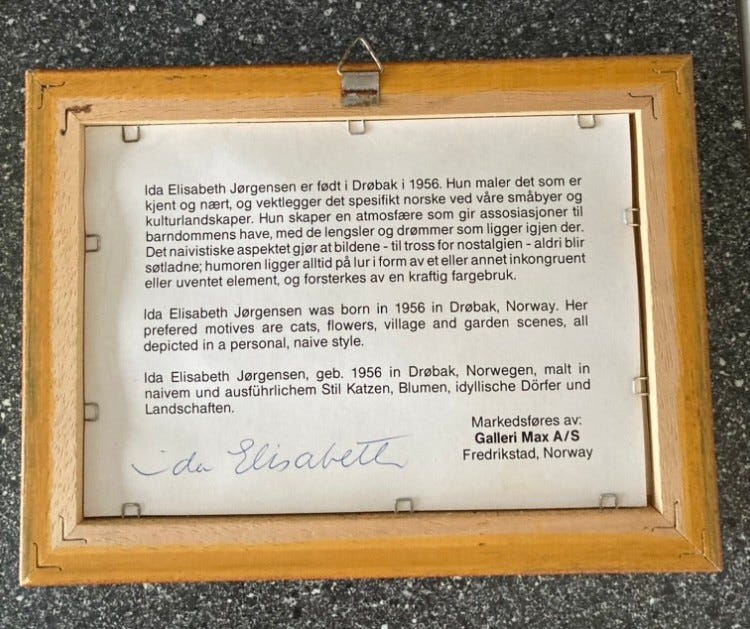 Ida Elisabeth Jørgensen er født i Drøbak i 1956. Hun maler det som er
kjent og nært, og vektlegger det spesifikt norske ved våre småbyer og
kulturlandskaper. Hun skaper en atmosfære som gir assosiasjoner til
barndommens have, med de lengsler og drømmer som ligger igjen der.
Det naivistiske aspektet gjør at bildene - til tross for nostalgien - aldri blir
søtladne; humoren ligger alltid på lur i form av et eller annet inkongruent
eller uventet element, og forsterkes av en kraftig fargebruk.
Ida Elisabeth Jørgensen was born in 1956 in Drøbak, Norway. Her
prefered motives are cats, flowers, village and garden scenes, all
depicted in a personal, naive style.
Ida Elisabeth Jørgensen, geb. 1956 in Drøbak, Norwegen, malt in
naivem und ausführlichem Stil Katzen, Blumen, idyllische Dörfer und
Landschaften.
Markedsføres av:
Galleri Max A/S
Fredrikstad, Norway
Ida Elisabeth